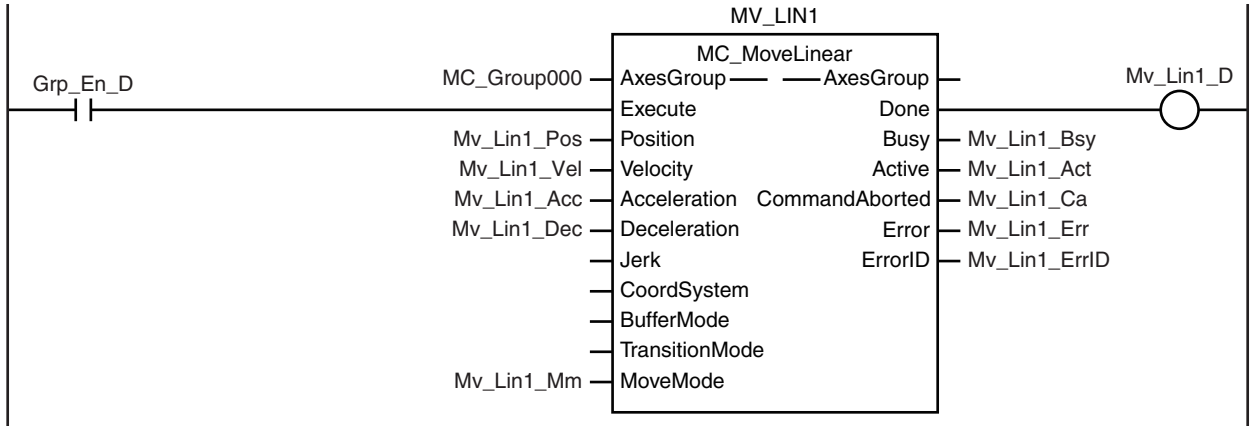 MV_LIN1
MC_MoveLinear
Grp_En_D
MC_Group000 AxesGroup AxesGroup Mv_Lin1_D
Execute Done
Mv_Lin1_Pos Position Busy Mv_Lin1_Bsy
Mv_Lin1_Vel Velocity Active Mv_Lin1_Act
Mv_Lin1_Acc Acceleration CommandAborted Mv_Lin1_Ca
Mv_Lin1_Dec Deceleration Error Mv_Lin1_Err
Jerk ErrorID Mv_Lin1_ErrID
CoordSystem
BufferMode
TransitionMode
Mv_Lin1_Mm MoveMode